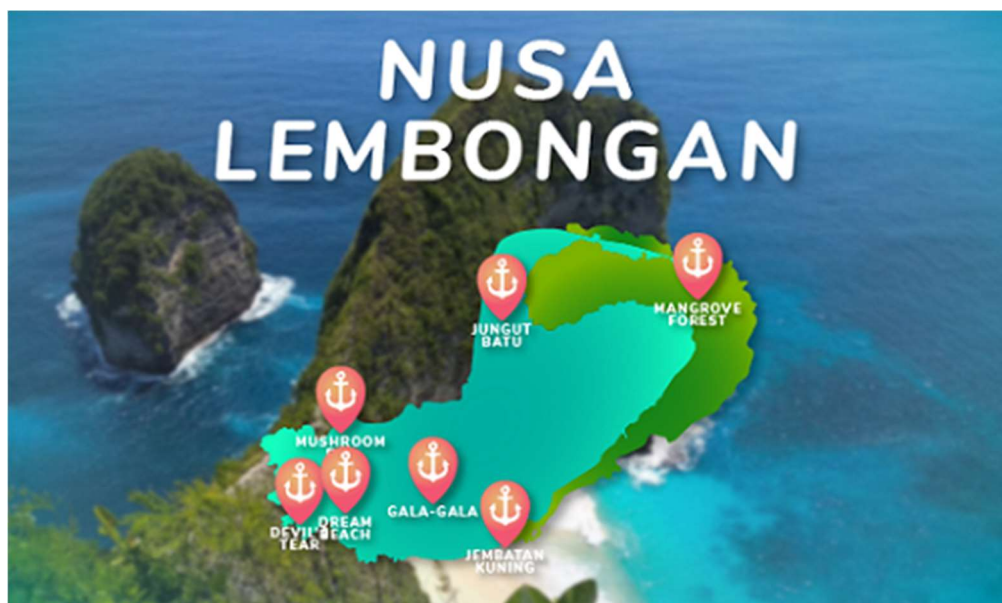 NUSA
LEMBONGAN
MANGROVE
FOREST
JUNGUT
BATU
MUSHROOM
GALA-GALA
DREAM
BEACH
DEVIL'S
TEAR
JEMBATAN
KUNING